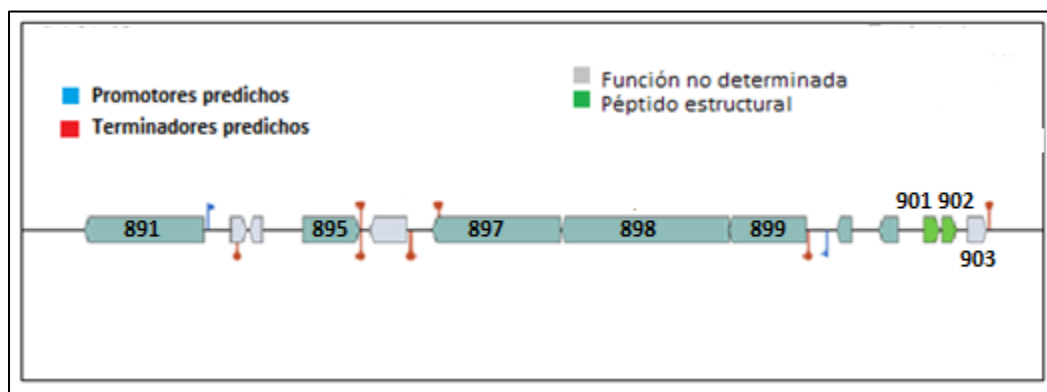 Promotores predichos
Terminadores predichos
Función no determinada
Péptido estructural
891
895
897
898
899
901 902
903